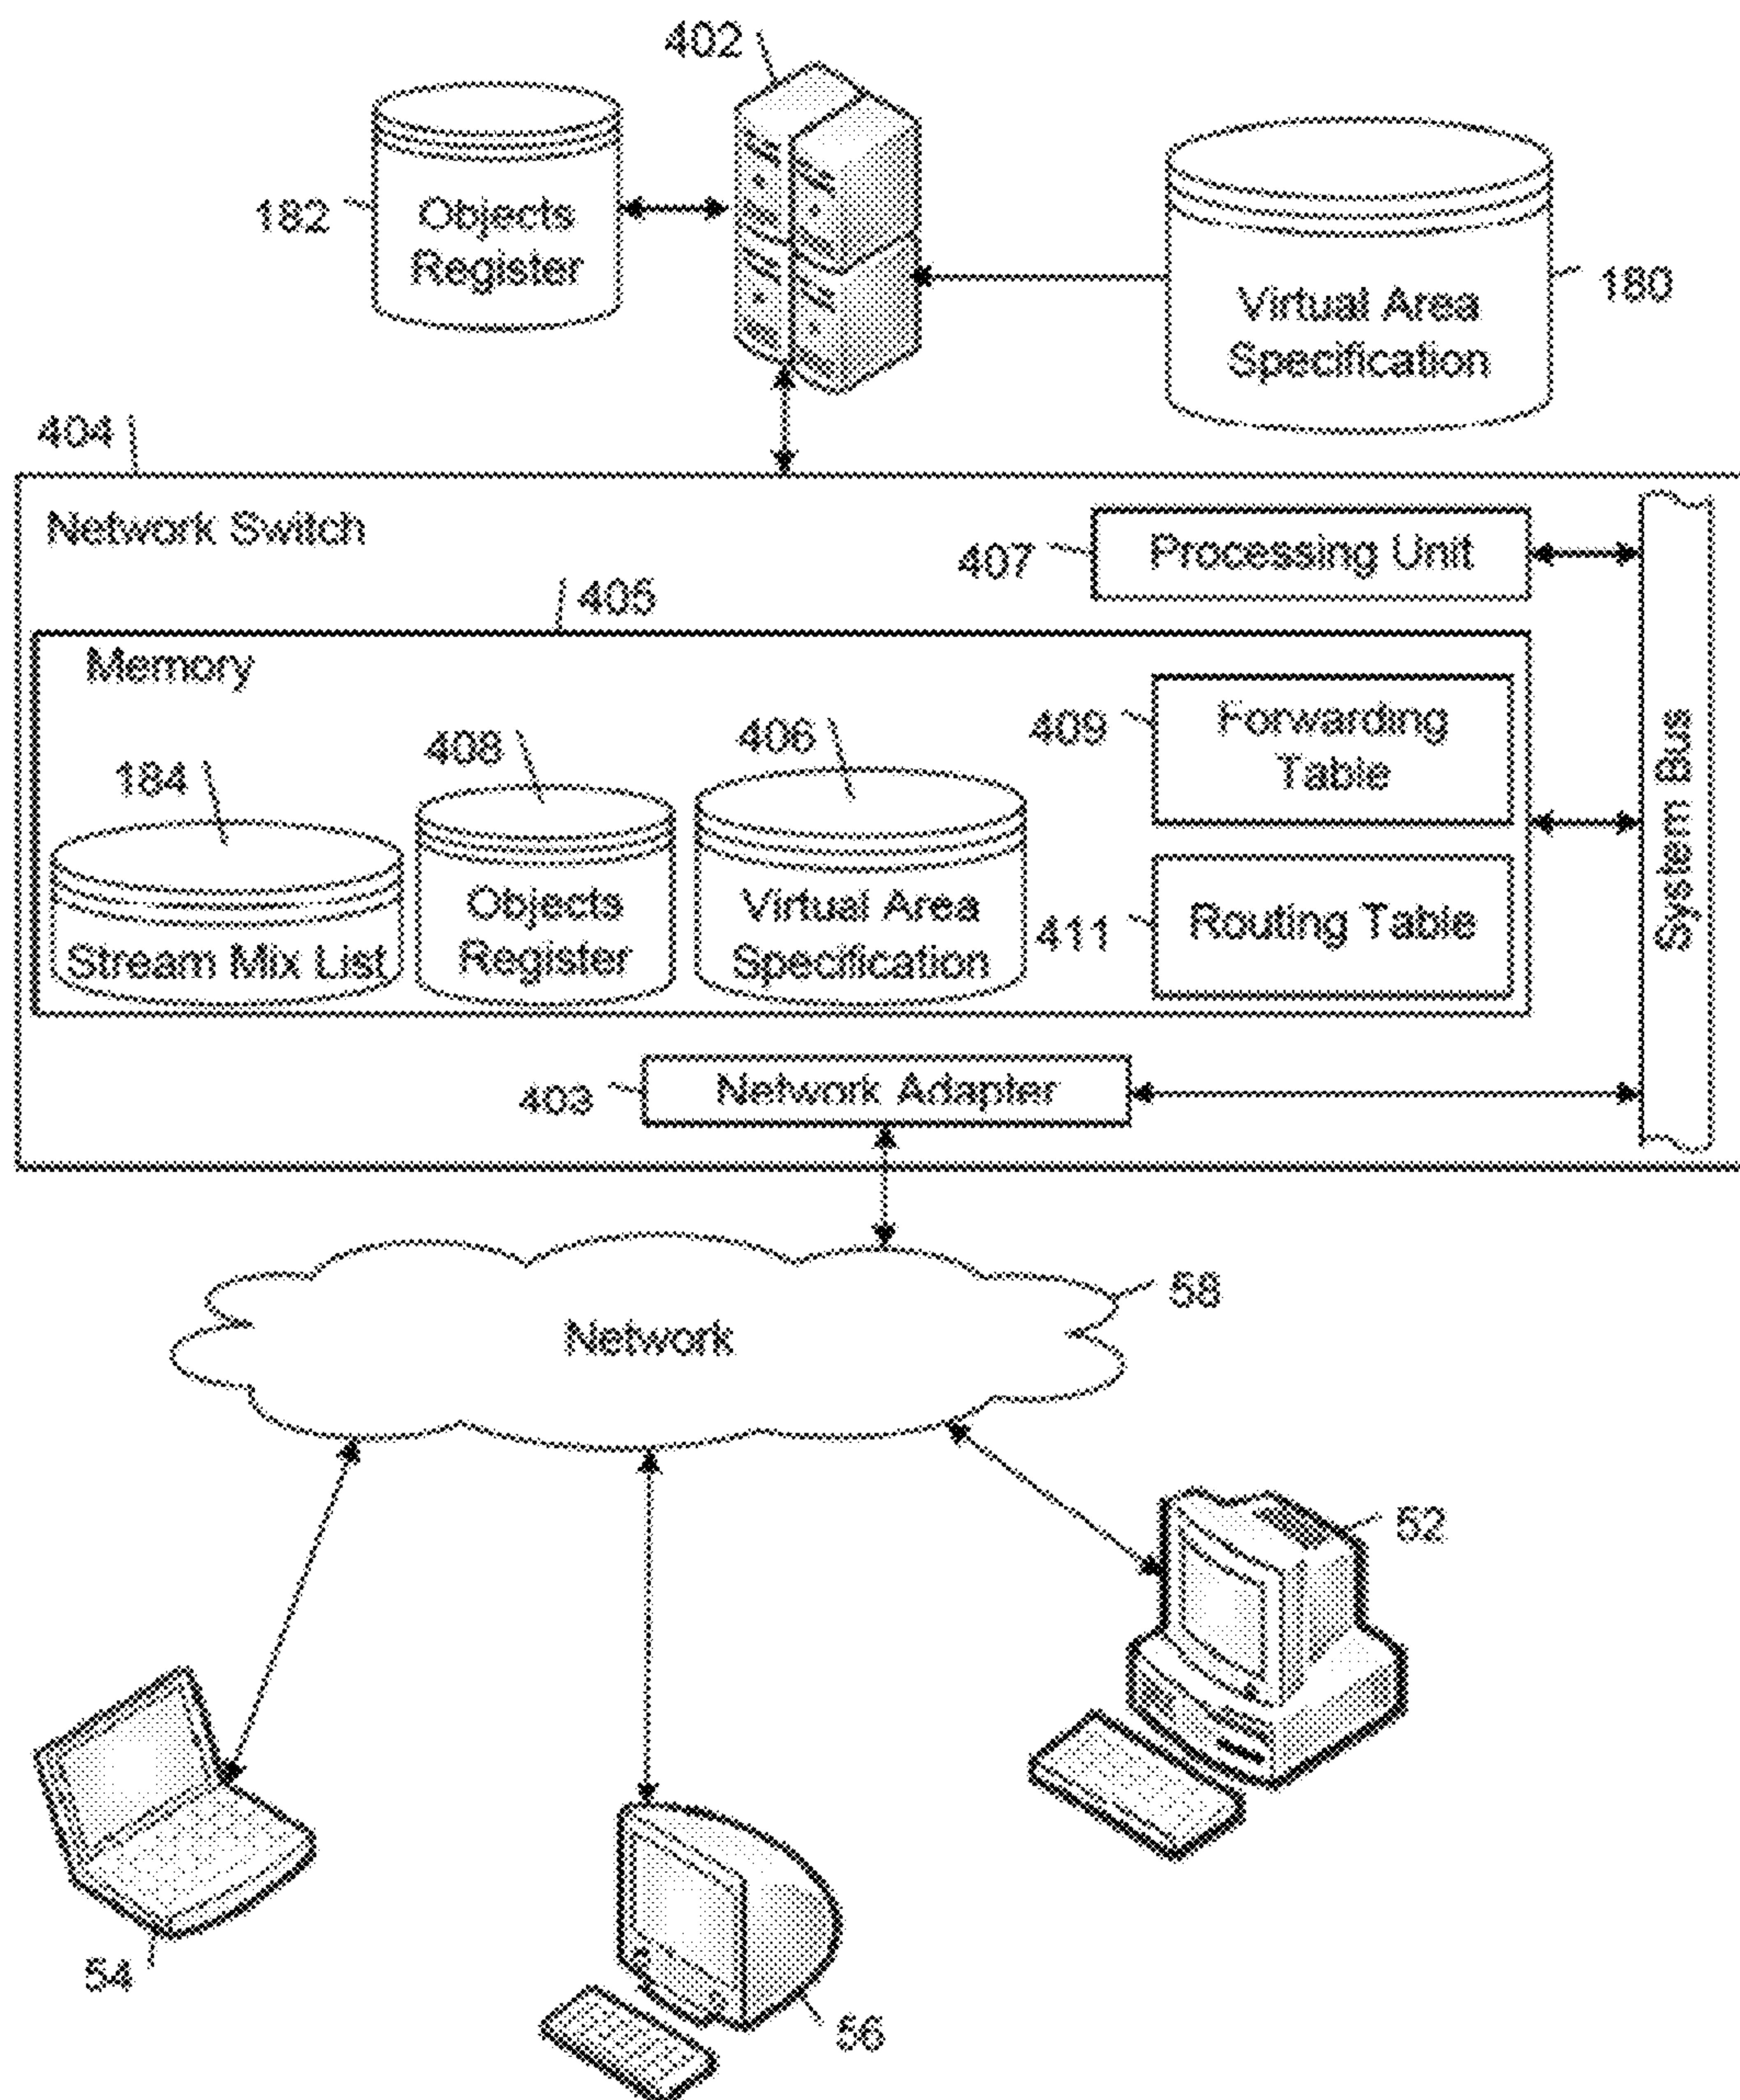 402
182
Objects
Register
Virtual Area
Specification
180
404
Network Switch
407
Processing Unit
405
Memory
409
Forwarding
Table
184
408
406
Stream Mix List
Objects
Register
Virtual Area
Specification
411
Routing Table
System Bus
403
Network Adapter
58
Network
52
54
56